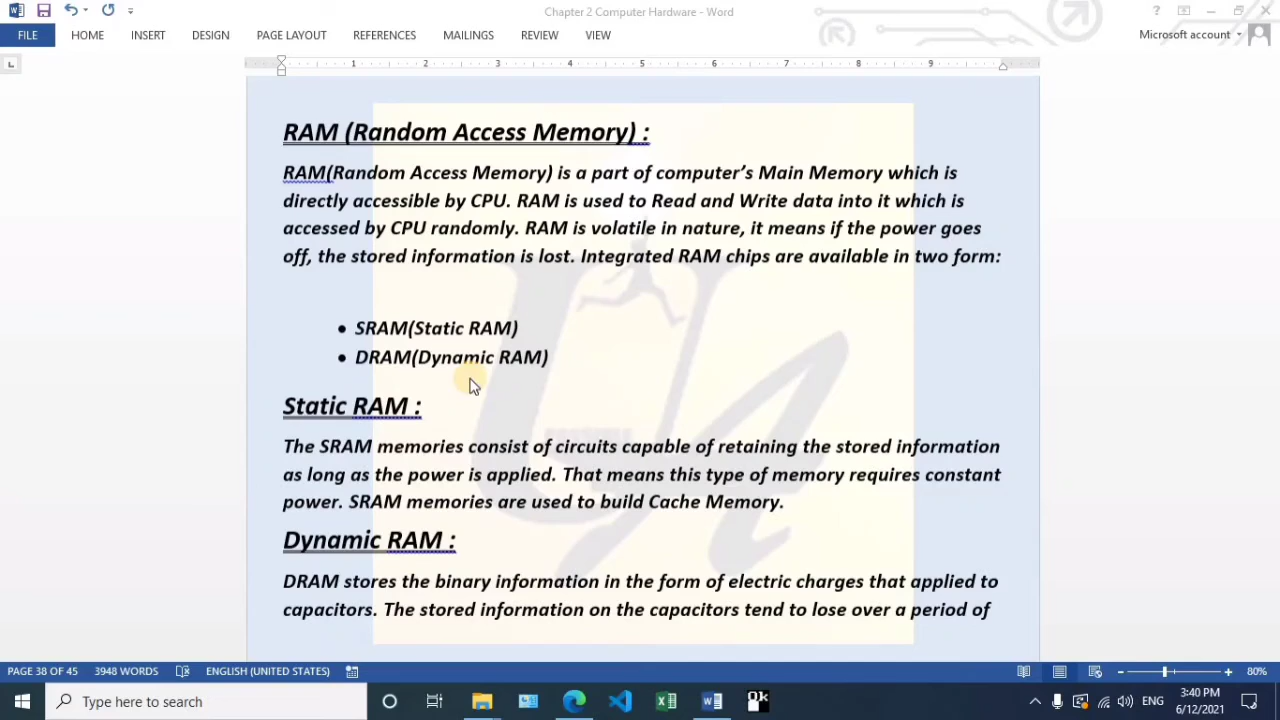 Chapter 2 Computer Hardware - Word
?
FILE HOME INSERT DESIGN PAGE LAYOUT REFERENCES MAILINGS REVIEW VIEW Microsoft account
1 2 3 4 5 6 7 8 9
RAM (Random Access Memory) :
RAM(Random Access Memory) is a part of computer’s Main Memory which is
directly accessible by CPU. RAM is used to Read and Write data into it which is
accessed by CPU randomly. RAM is volatile in nature, it means if the power goes
off, the stored information is lost. Integrated RAM chips are available in two form:
• SRAM(Static RAM)
• DRAM(Dynamic RAM)
Static RAM :
The SRAM memories consist of circuits capable of retaining the stored information
as long as the power is applied. That means this type of memory requires constant
power. SRAM memories are used to build Cache Memory.
Dynamic RAM :
DRAM stores the binary information in the form of electric charges that applied to
capacitors. The stored information on the capacitors tend to lose over a period of
PAGE 38 OF 45 3948 WORDS ENGLISH (UNITED STATES) 80%
Type here to search
ENG
3:40 PM
6/12/2021